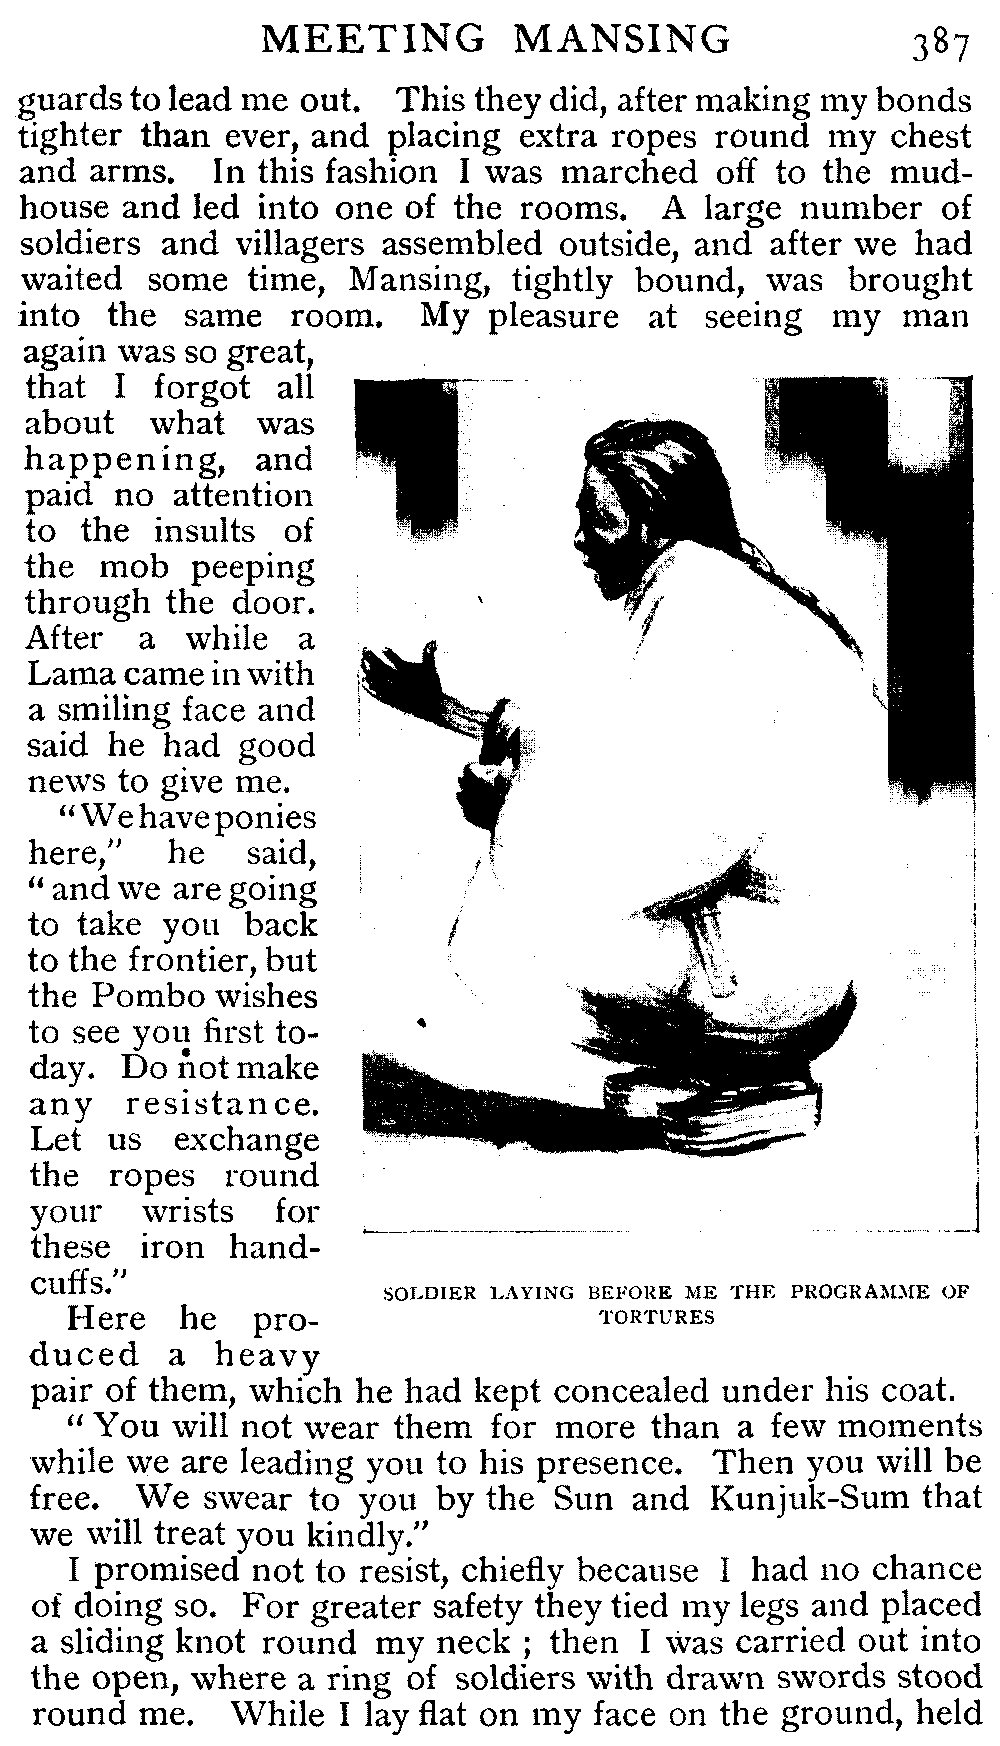 MEETING MANSING 387
guards to lead me out. This they did, after making my bonds
tighter than ever, and placing extra ropes round my chest
and arms. In this fashion I was marched off to the mud-
house and led into one of the rooms. A large number of
soldiers and villagers assembled outside, and after we had
waited some time, Mansing, tightly bound, was brought
into the same room. My pleasure at seeing my man
again was so great,
that I forgot all
about what was
happening, and
paid no attention
to the insults of
the mob peeping
through the door.
After a while a
Lama came in with
a smiling face and
said he had good
news to give me.
“We have ponies
here,” he said,
“and we are going
to take you back
to the frontier, but
the Pombo wishes
to see you first to-
day. Do not make
any resistance.
Let us exchange
the ropes round
your wrists for
these iron hand-
cuffs.”
Here he pro-
duced a heavy
SOLDIER LAYING BEFORE ME THE PROGRAMME OF
TORTURES
pair of them, which he had kept concealed under his coat.
“You will not wear them for more than a few moments
while we are leading you to his presence. Then you will be
free. We swear to you by the Sun and Kunjuk-Sum that
we will treat you kindly.”
I promised not to resist, chiefly because I had no chance
of doing so. For greater safety they tied my legs and placed
a sliding knot round my neck ; then I was carried out into
the open, where a ring of soldiers with drawn swords stood
round me. While I lay flat on my face on the ground, held